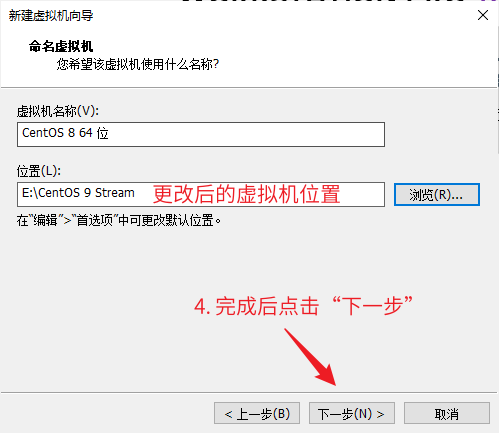 新建虚拟机向导
命名虚拟机
您希望该虚拟机使用什么名称?
虚拟机名称(V):
CentOS 8 64 位
位置(L):
E:\CentOS 9 Stream 更改后的虚拟机位置 浏览(R)...
在"编辑">"首选项"中可更改默认位置。
4. 完成后点击“下一步”
< 上一步(B) 下一步(N) > 取消